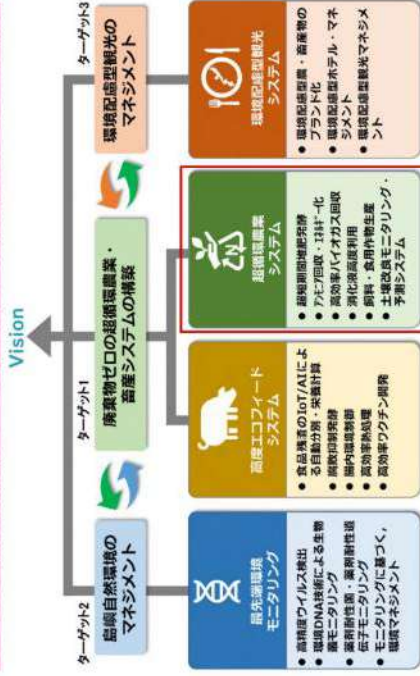 Vision
ターゲット2
島嶼自然環境の
マネジメント
ターゲット1
廃棄物ゼロの超循環農業・
畜産システムの構築
ターゲット3
環境配慮型観光の
マネジメント
最先端環境
モニタリング
● 高精度ウイルス検出
● 環境DNA技術による生物
叢モニタリング
● 薬剤耐性菌・薬剤耐性遺
伝子モニタリング
● モニタリングに基づく,
環境マネジメント
高度エコフィード
システム
● 食品残渣のIoT/AIによ
る自動分別・栄養計算
● 腐敗抑制発酵
● 腸内環境制御
● 高効率熱処理
● 高効率ワクチン開発
N
超循環農業
システム
● 超短期間堆肥発酵
● アンモニア回収・エネルギー化
● 高効率バイオガス回収
● 消化液高度利用
● 飼料・食用作物生産
● 土壌改良モニタリング・
予測システム
環境配慮型観光
システム
● 環境配慮型農・畜産物の
ブランド化
● 環境配慮型ホテル・マネ
ジメント
● 環境配慮型観光マネジメ
ント